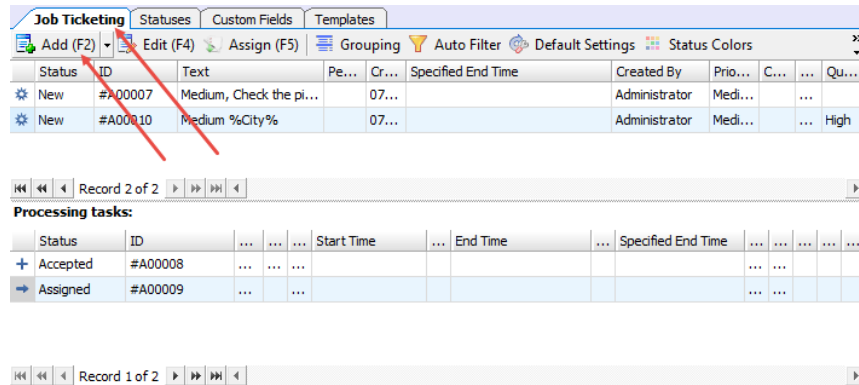 Job Ticketing Statuses Custom Fields Templates
Add (F2) Edit (F4) Assign (F5) Grouping Auto Filter Default Settings Status Colors
Status ID Text Pe... Cr... Specified End Time Created By Prio... C... ... Qu...
New #A00007 Medium, Check the pi... 07... Administrator Medi... ...
New #A00010 Medium %City% 07... Administrator Medi... ... High
Record 2 of 2
Processing tasks:
Status ID ... ... ... Start Time ... End Time ... Specified End Time ... ... ... ... ...
Accepted #A00008 ... ... ... ... ...
Assigned #A00009 ... ... ... ...
Record 1 of 2